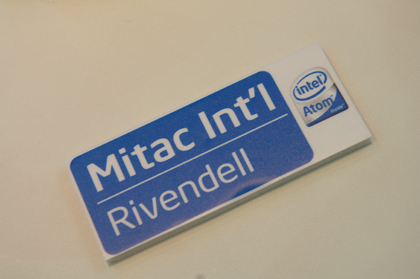 Mitac Int'l
Rivendell
intel
Atom